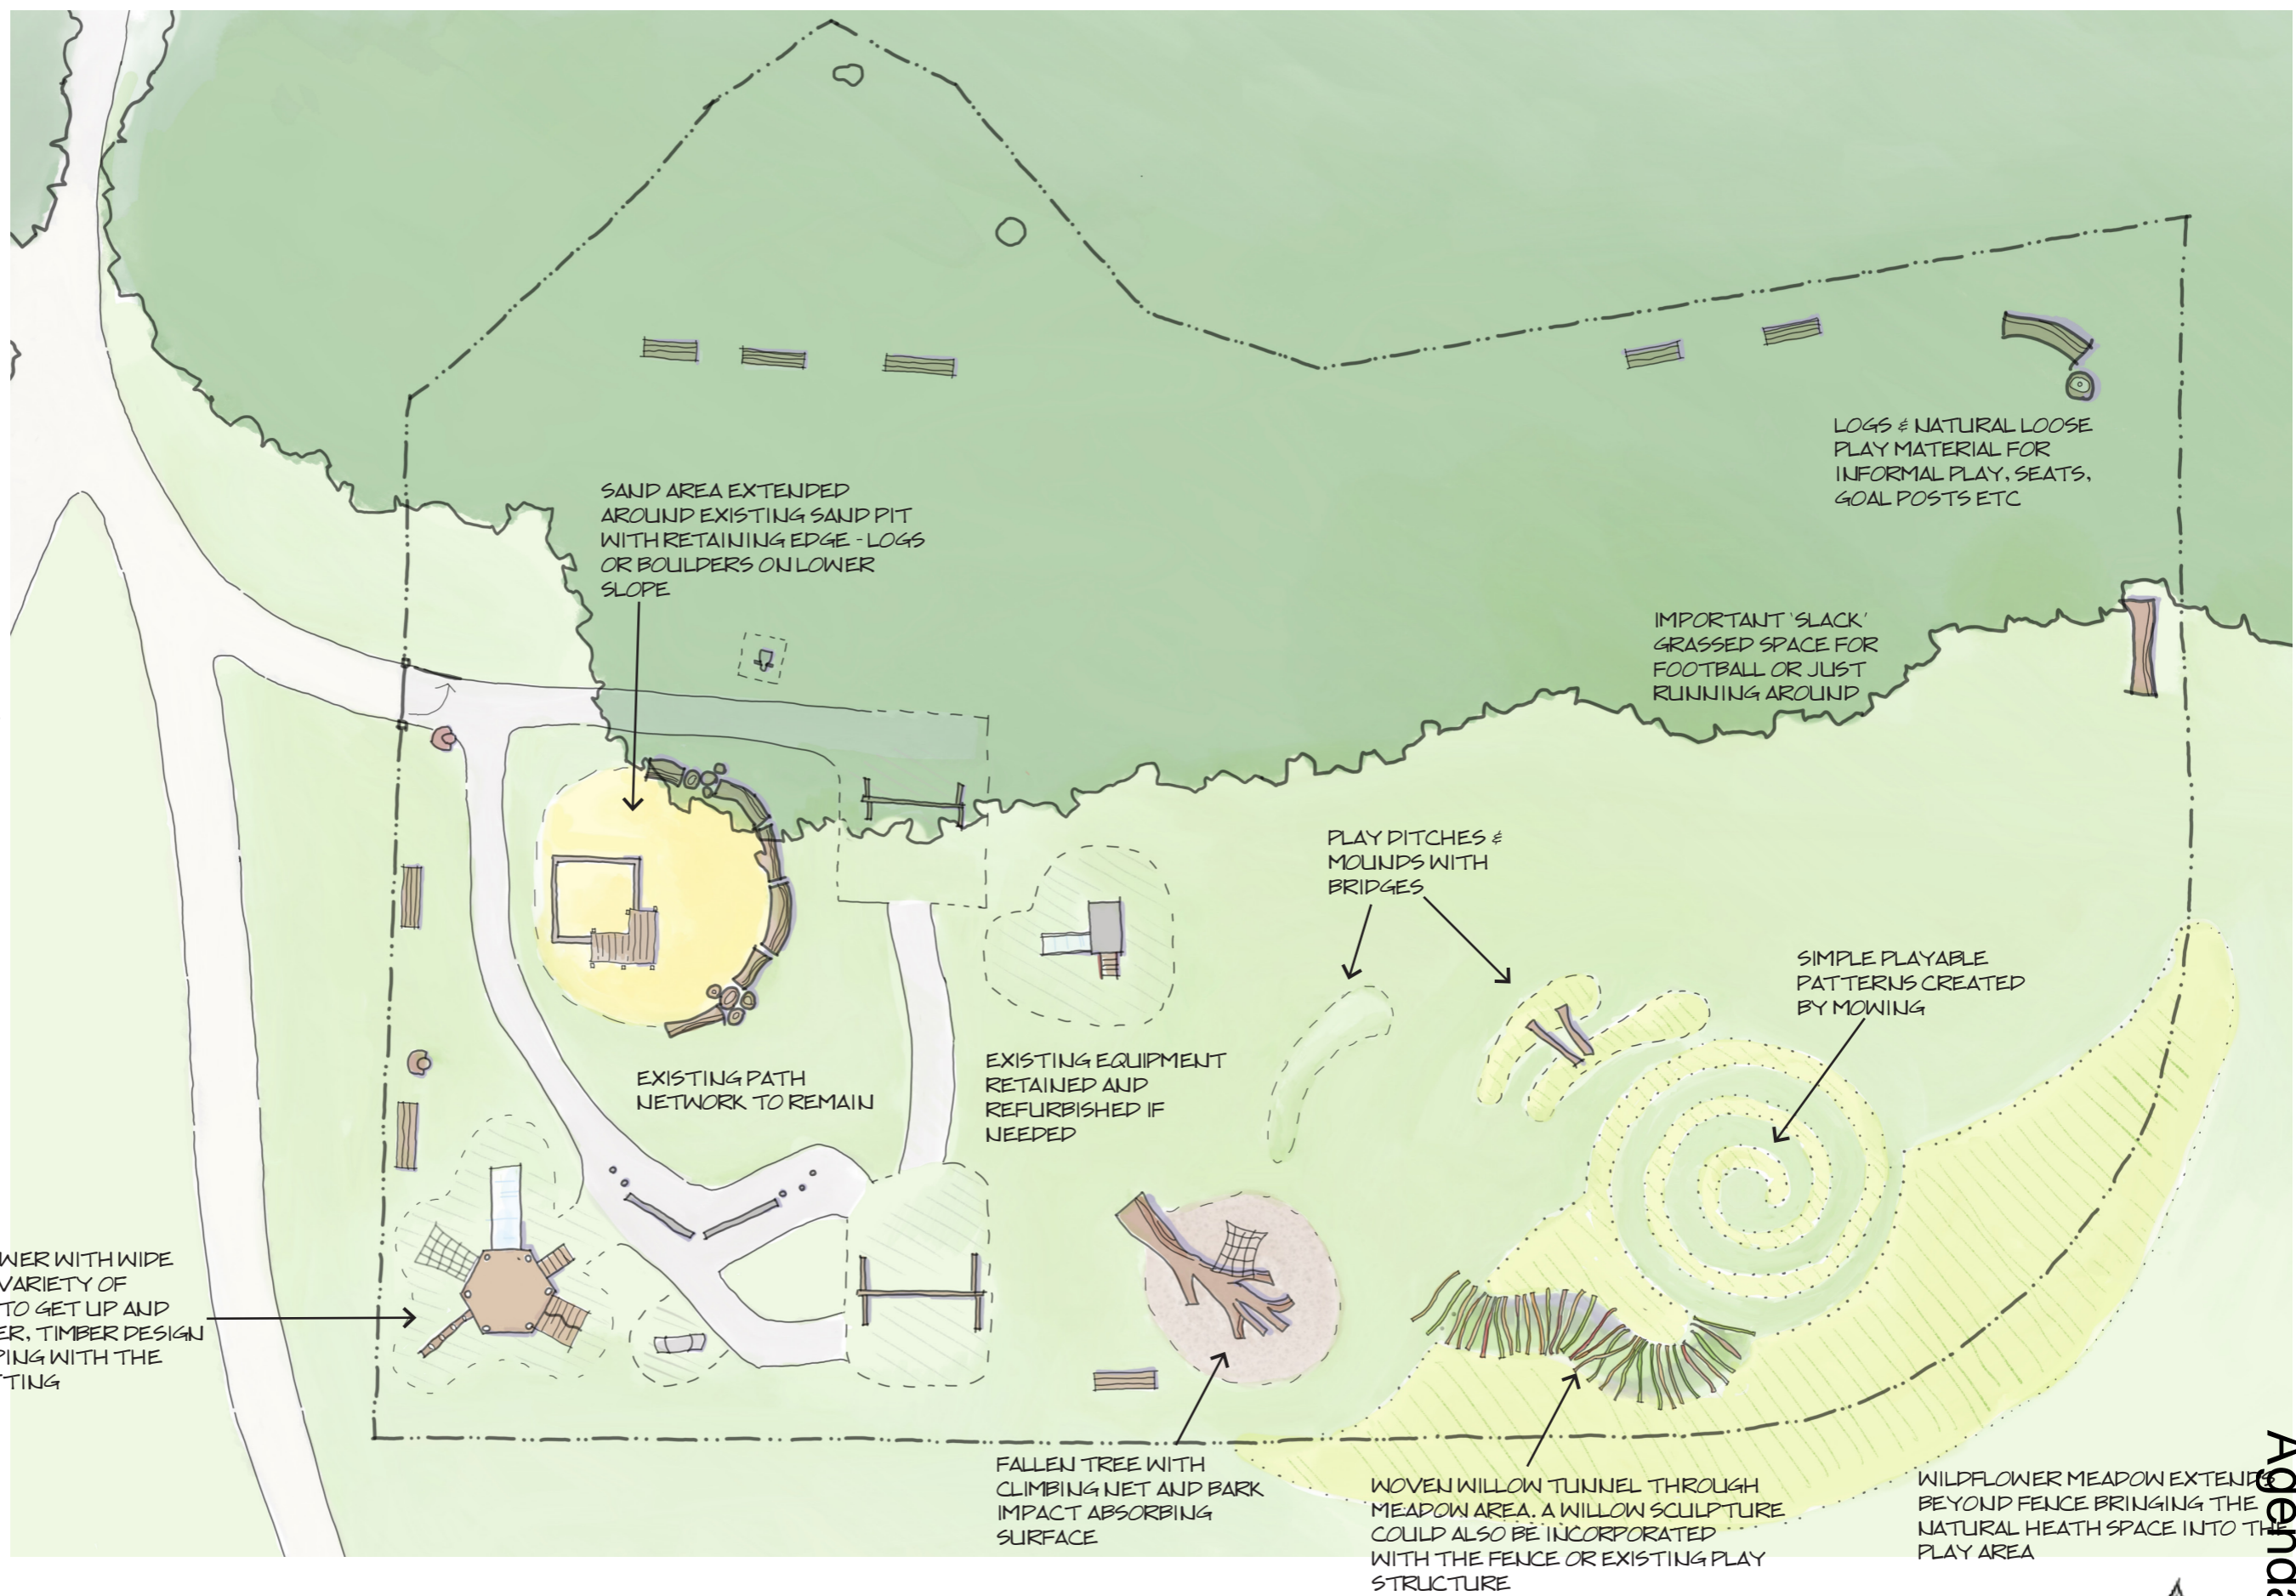 LOGS & NATURAL LOOSE
PLAY MATERIAL FOR
INFORMAL PLAY, SEATS,
GOAL POSTS ETC
SAND AREA EXTENDED
AROUND EXISTING SAND PIT
WITH RETAINING EDGE - LOGS
OR BOULDERS ON LOWER
SLOPE
IMPORTANT 'SLACK'
GRASSED SPACE FOR
FOOTBALL OR JUST
RUNNING AROUND
PLAY DITCHES &
MOUNDS WITH
BRIDGES
SIMPLE PLAYABLE
PATTERNS CREATED
BY MOWING
EXISTING PATH
NETWORK TO REMAIN
EXISTING EQUIPMENT
RETAINED AND
REFURBISHED IF
NEEDED
WER WITH WIDE
VARIETY OF
TO GET UP AND
ER, TIMBER DESIGN
PING WITH THE
TTING
FALLEN TREE WITH
CLIMBING NET AND BARK
IMPACT ABSORBING
SURFACE
WOVEN WILLOW TUNNEL THROUGH
MEADOW AREA. A WILLOW SCULPTURE
COULD ALSO BE INCORPORATED
WITH THE FENCE OR EXISTING PLAY
STRUCTURE
WILDFLOWER MEADOW EXTENDS
BEYOND FENCE BRINGING THE
NATURAL HEATH SPACE INTO THE
PLAY AREA
Agenda